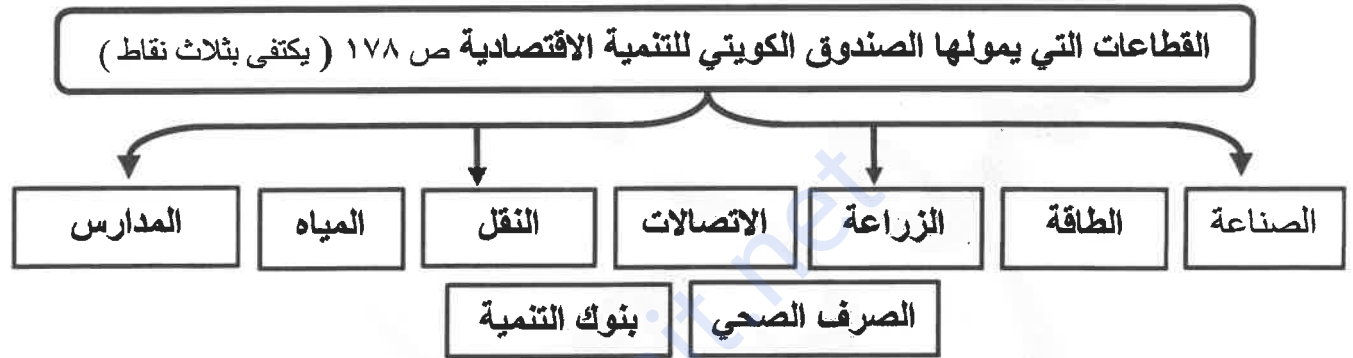 القطاعات التي يمولها الصندوق الكويتي للتنمية الاقتصادية ص ١٧٨ ( يكتفى بثلاث نقاط )
الصناعة الطاقة الزراعة الاتصالات النقل المياه المدارس
الصرف الصحي بنوك التنمية